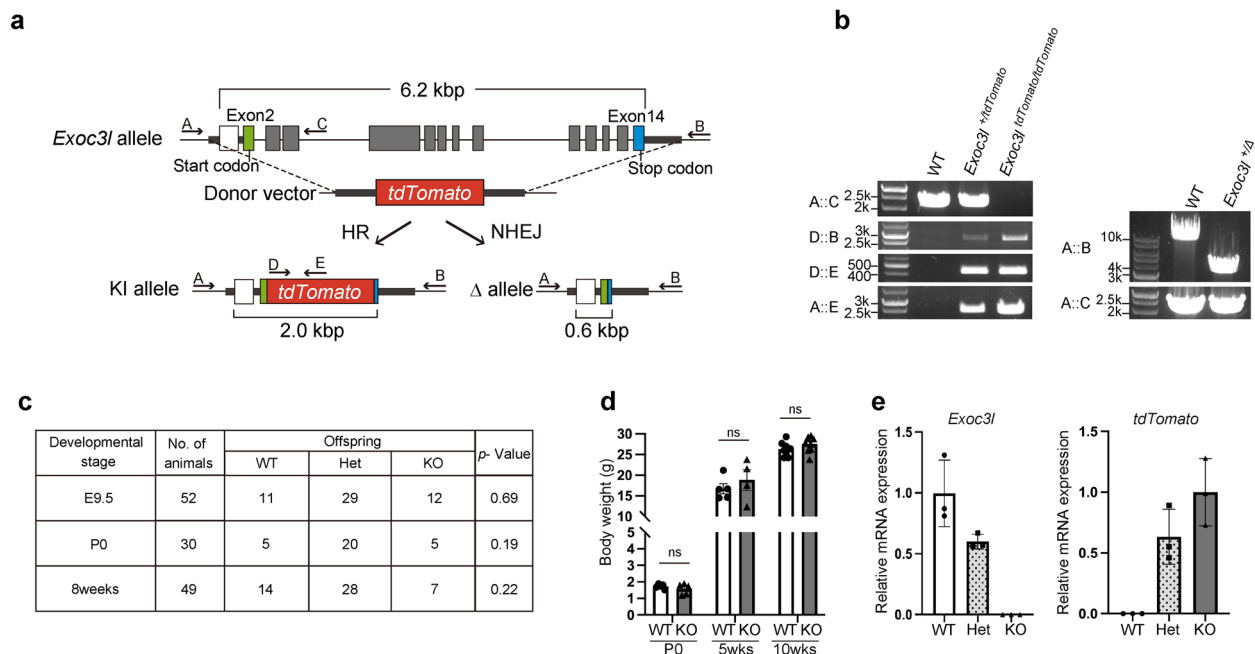 a
6.2 kbp
Exon2
Exon14
A
C
B
Exoc3l allele
Start codon
Stop codon
Donor vector
tdTomato
HR
NHEJ
D
E
A
B
A
B
KI allele
tdTomato
Δ allele
2.0 kbp
0.6 kbp
b
WT
Exoc3l +/tdTomato
Exoc3l tdTomato/tdTomato
A::C
2.5k
2k
D::B
3k
2.5k
D::E
500
400
A::E
3k
2.5k
WT
Exoc3l +/Δ
A::B
10k
4k
3k
A::C
2.5k
2k
c
Developmental stage No. of animals Offspring p- Value
WT Het KO
E9.5 52 11 29 12 0.69
P0 30 5 20 5 0.19
8weeks 49 14 28 7 0.22
d
Body weight (g)
30
25
20
15
10
5
4
3
2
1
0
ns
ns
ns
WT KO WT KO WT KO
P0 5wks 10wks
e
Exoc3l
Relative mRNA expression
1.5
1.0
0.5
0.0
WT Het KO
tdTomato
Relative mRNA expression
1.5
1.0
0.5
0.0
WT Het KO